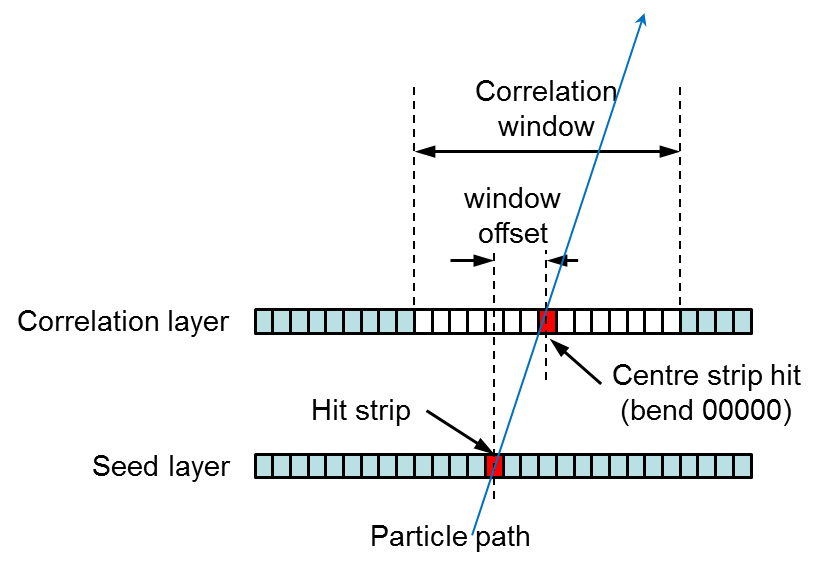 Correlation
window
window
offset
Correlation layer
Centre strip hit
(bend 00000)
Hit strip
Seed layer
Particle path